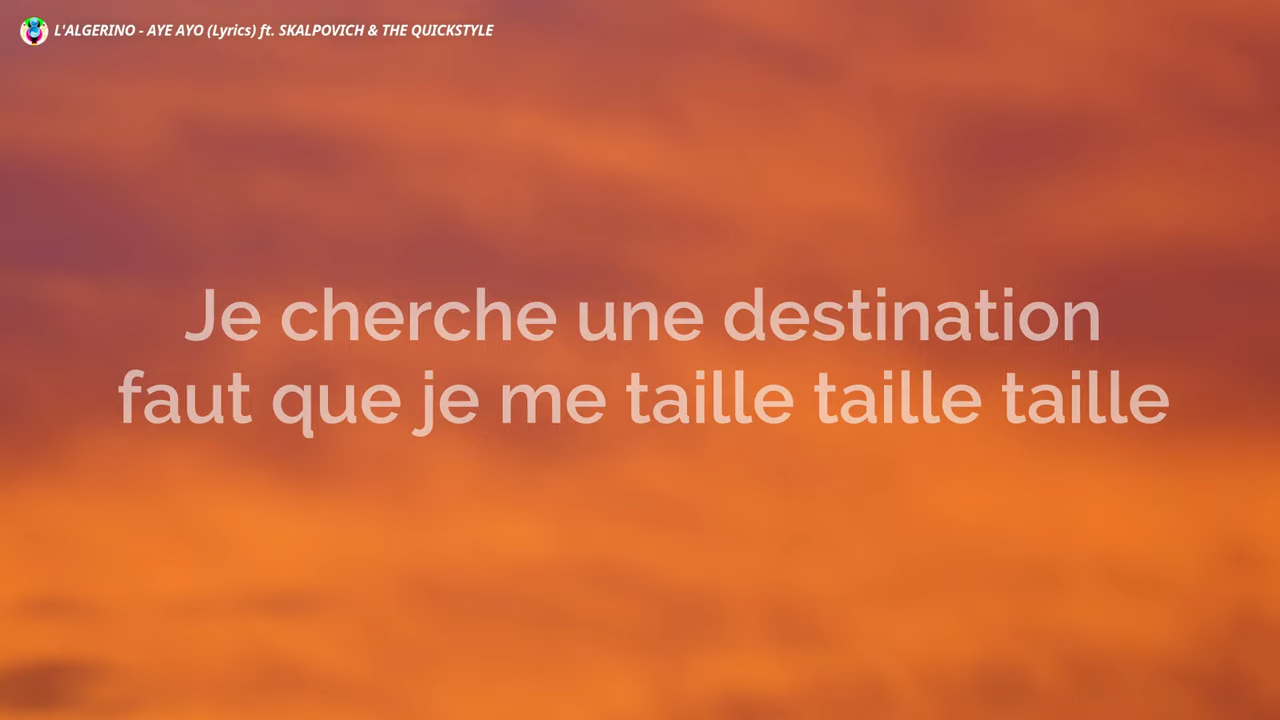 L'ALGERINO - AYE AYO (Lyrics) ft. SKALPOVICH & THE QUICKSTYLE
Je cherche une destination
faut que je me taille taille taille